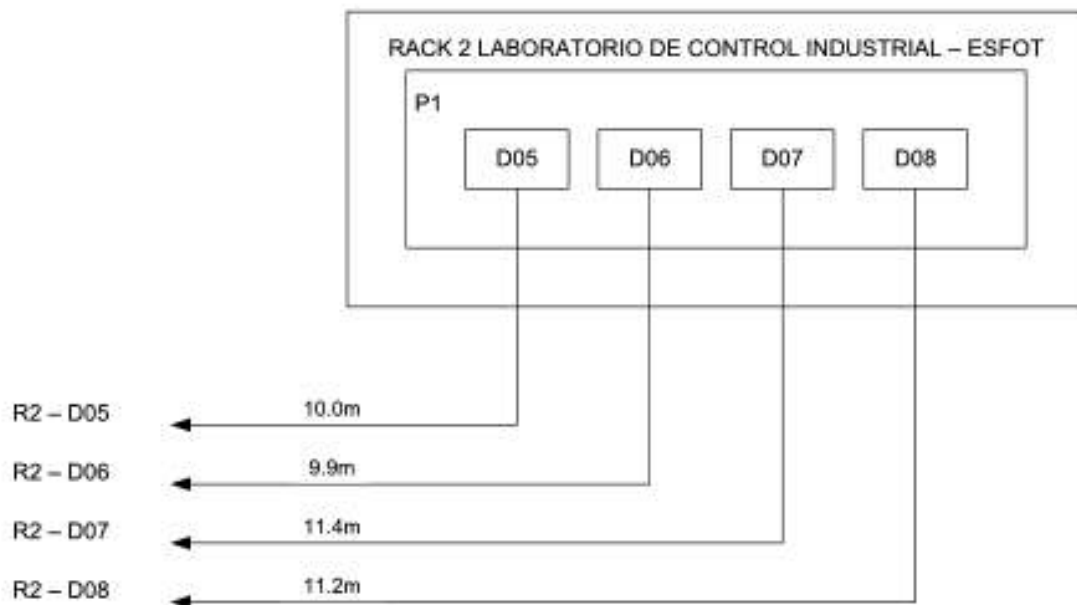 RACK 2 LABORATORIO DE CONTROL INDUSTRIAL – ESFOT
P1
D05 D06 D07 D08
R2 – D05 10.0m
R2 – D06 9.9m
R2 – D07 11.4m
R2 – D08 11.2m